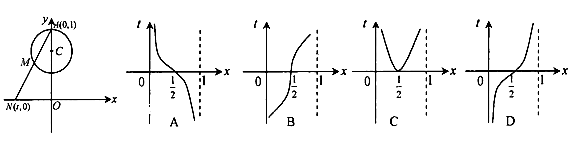 y
H(0,1)
C
M
N(t,0)
O
x
t
0
1/2
1
x
A
t
0
1/2
1
x
B
t
0
1/2
1
x
C
t
0
1/2
1
x
D